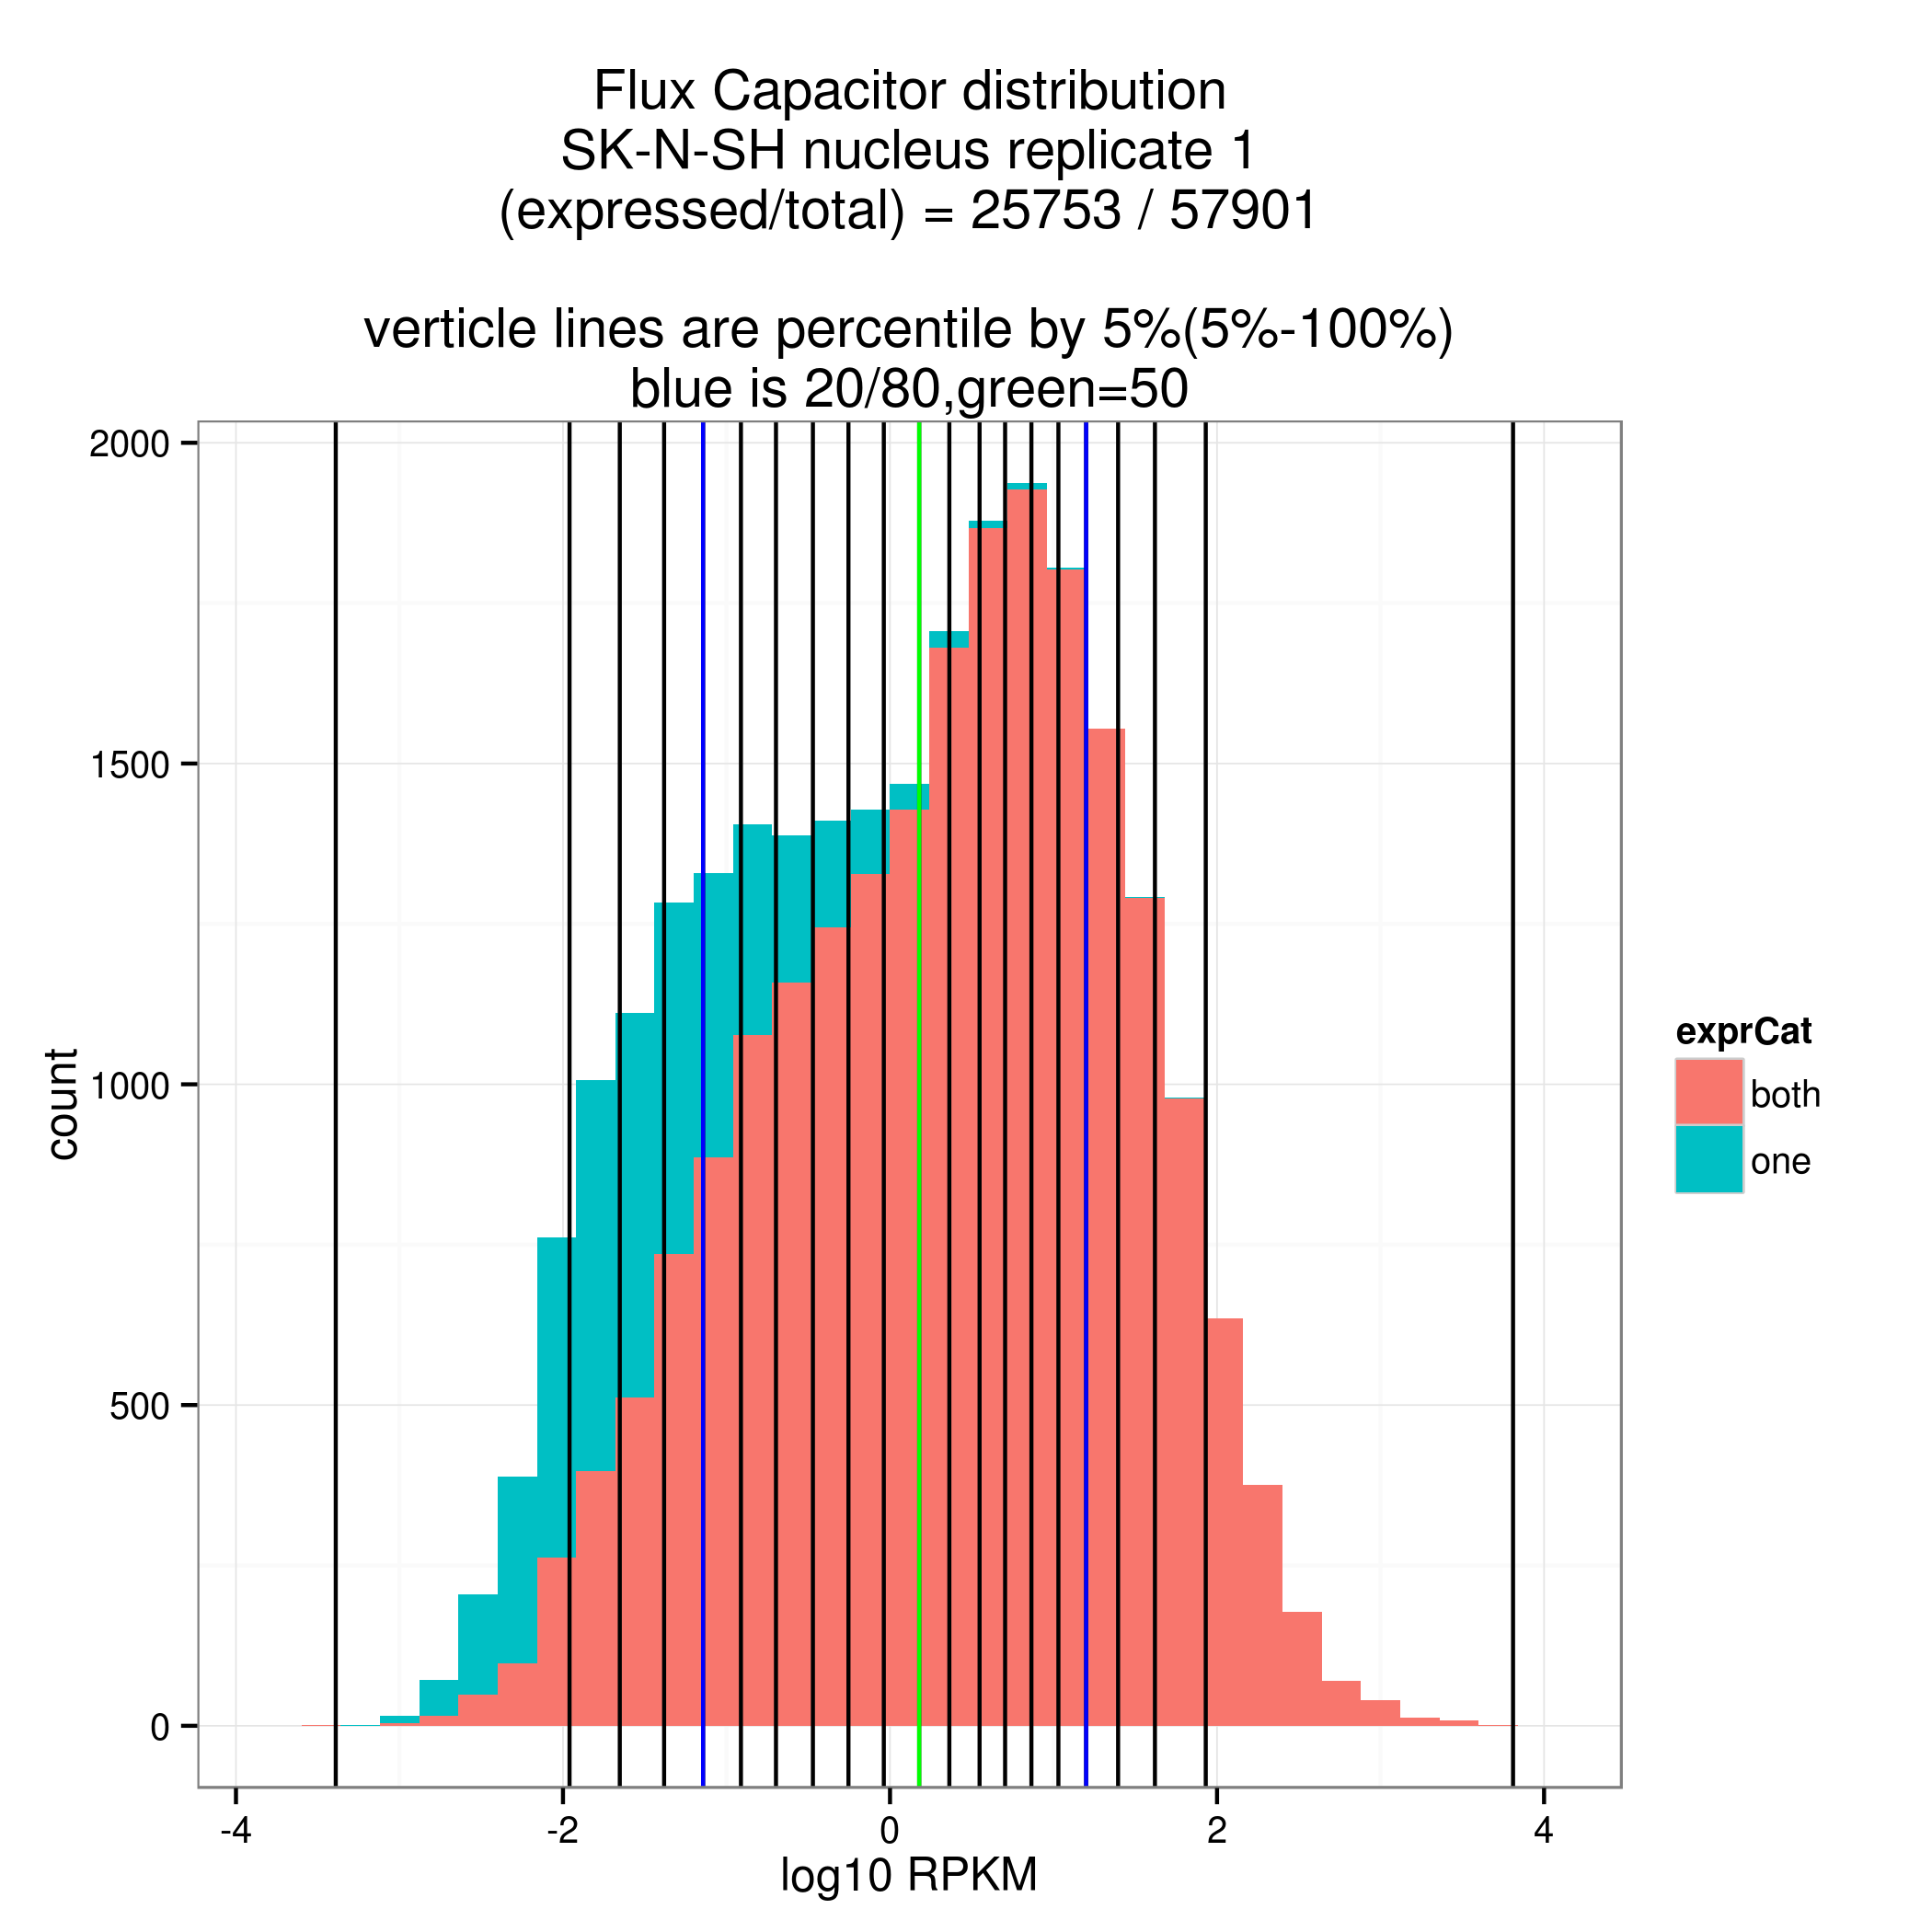 Flux Capacitor distribution
SK-N-SH nucleus replicate 1
(expressed/total) = 25753 / 57901
verticle lines are percentile by 5%(5%-100%)
blue is 20/80,green=50
2000
1500
1000
500
0
count
-4
-2
0
2
4
log10 RPKM
exprCat
both
one